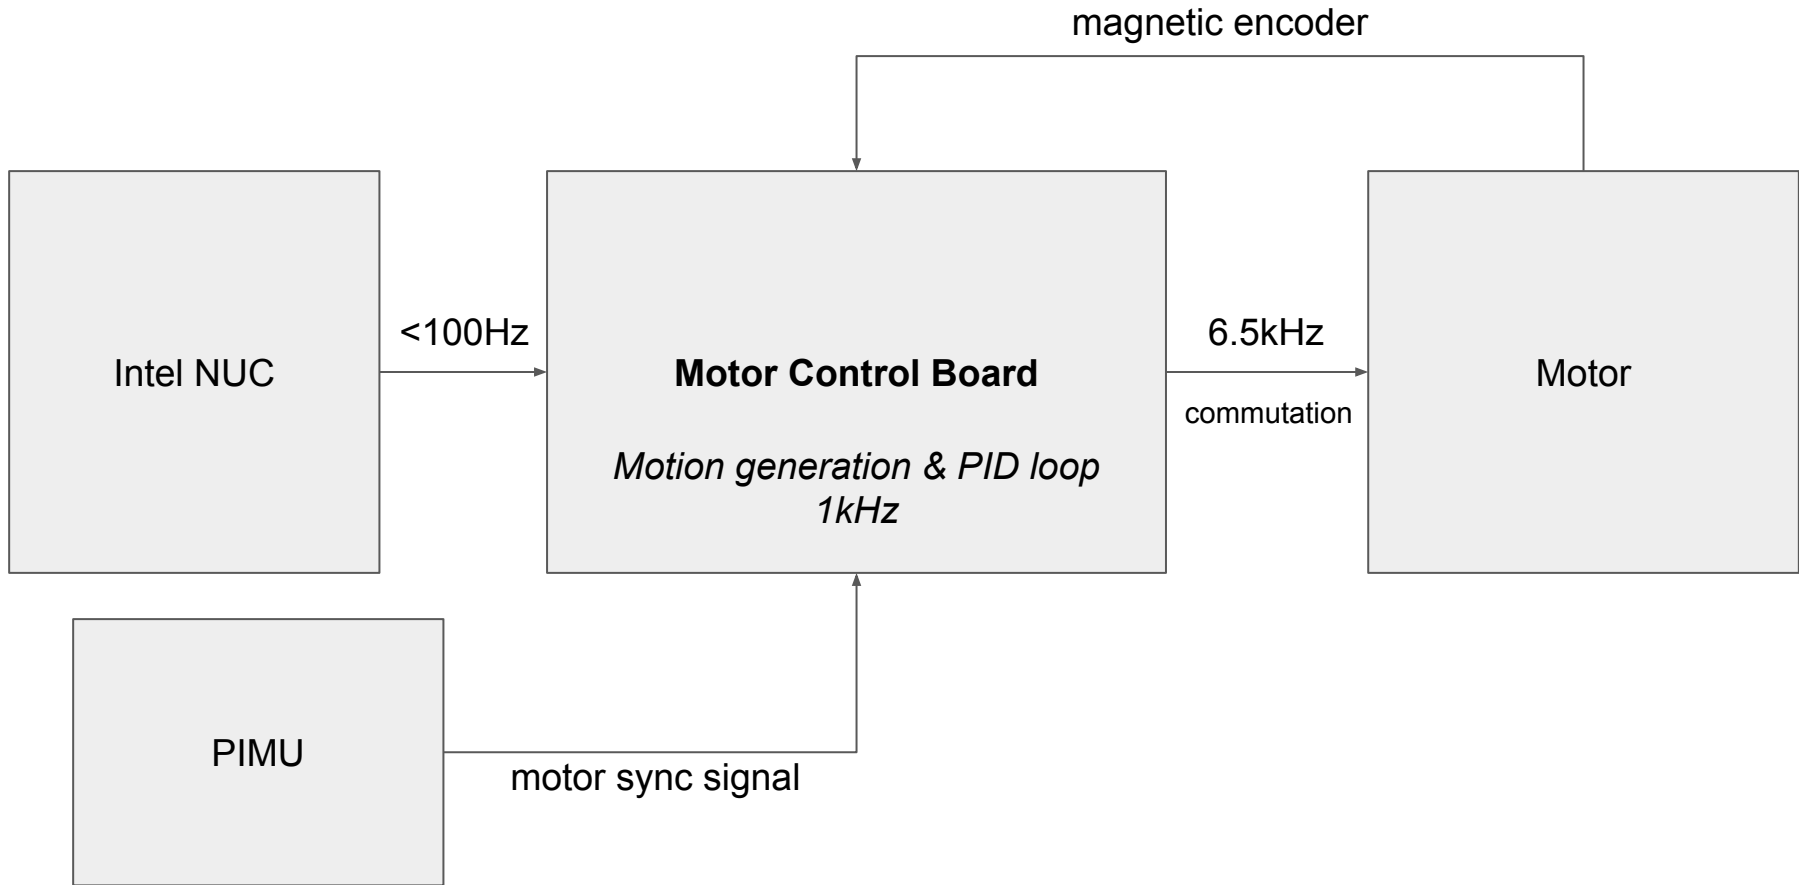 magnetic encoder
Intel NUC
<100Hz
Motor Control Board
Motion generation & PID loop
1kHz
6.5kHz
commutation
Motor
PIMU
motor sync signal